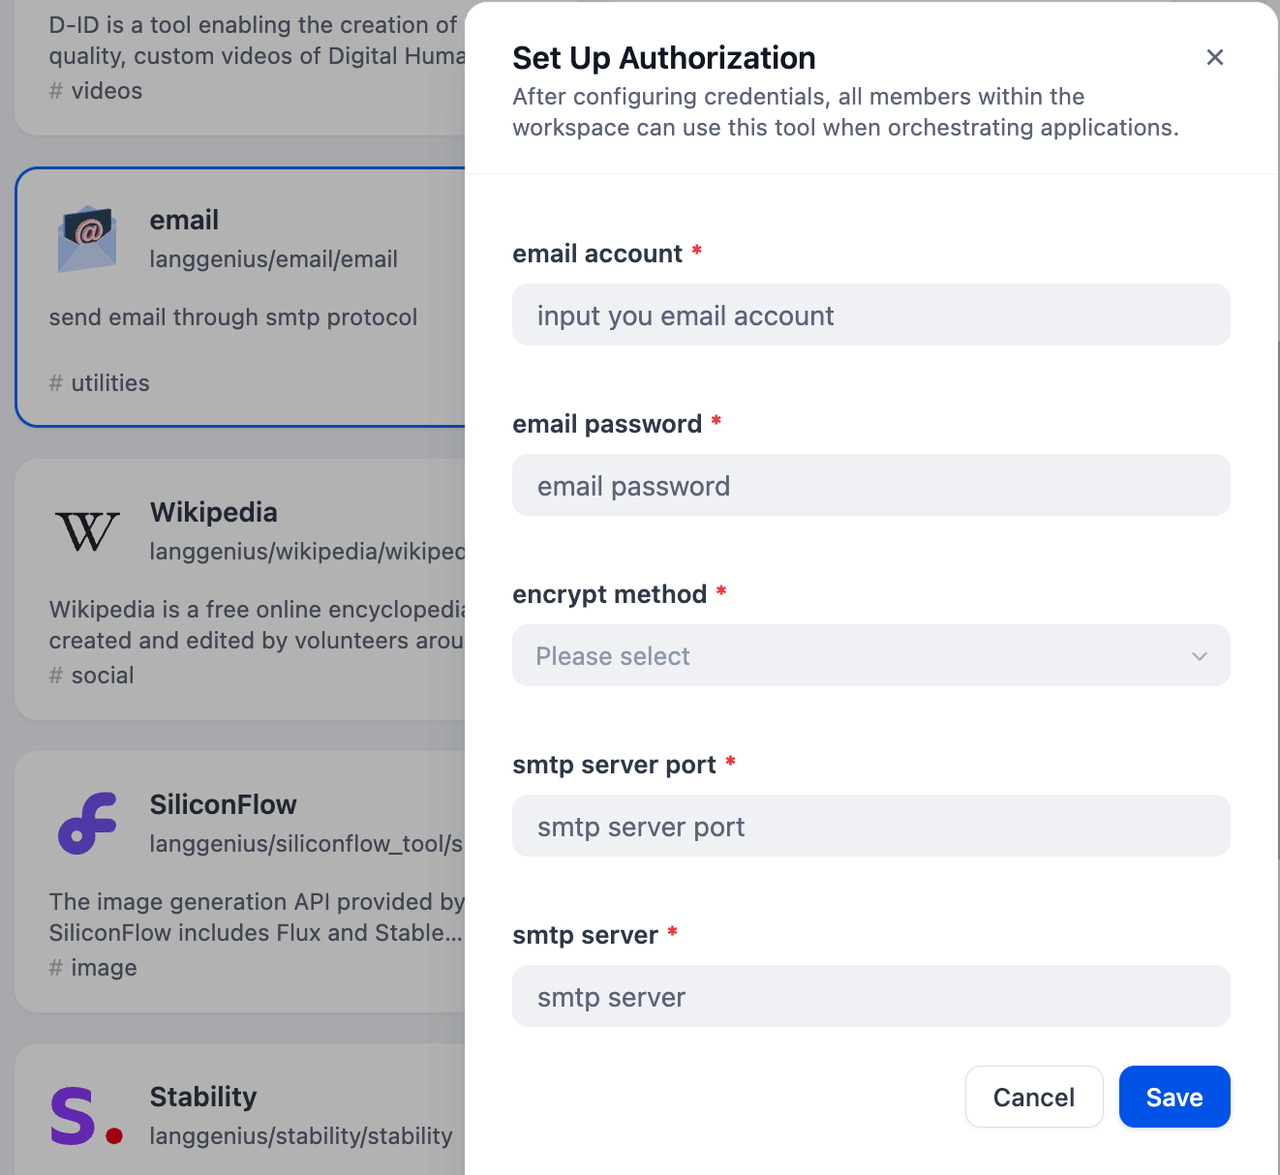 D-ID is a tool enabling the creation of
quality, custom videos of Digital Huma
# videos
email
langgenius/email/email
send email through smtp protocol
# utilities
W
Wikipedia
langgenius/wikipedia/wikiped
Wikipedia is a free online encyclopedia
created and edited by volunteers arou
# social
SiliconFlow
langgenius/siliconflow_tool/s
The image generation API provided by
SiliconFlow includes Flux and Stable...
# image
S.
Stability
langgenius/stability/stability
Set Up Authorization
After configuring credentials, all members within the
workspace can use this tool when orchestrating applications.
email account *
input you email account
email password *
email password
encrypt method *
Please select
smtp server port *
smtp server port
smtp server *
smtp server
Cancel
Save